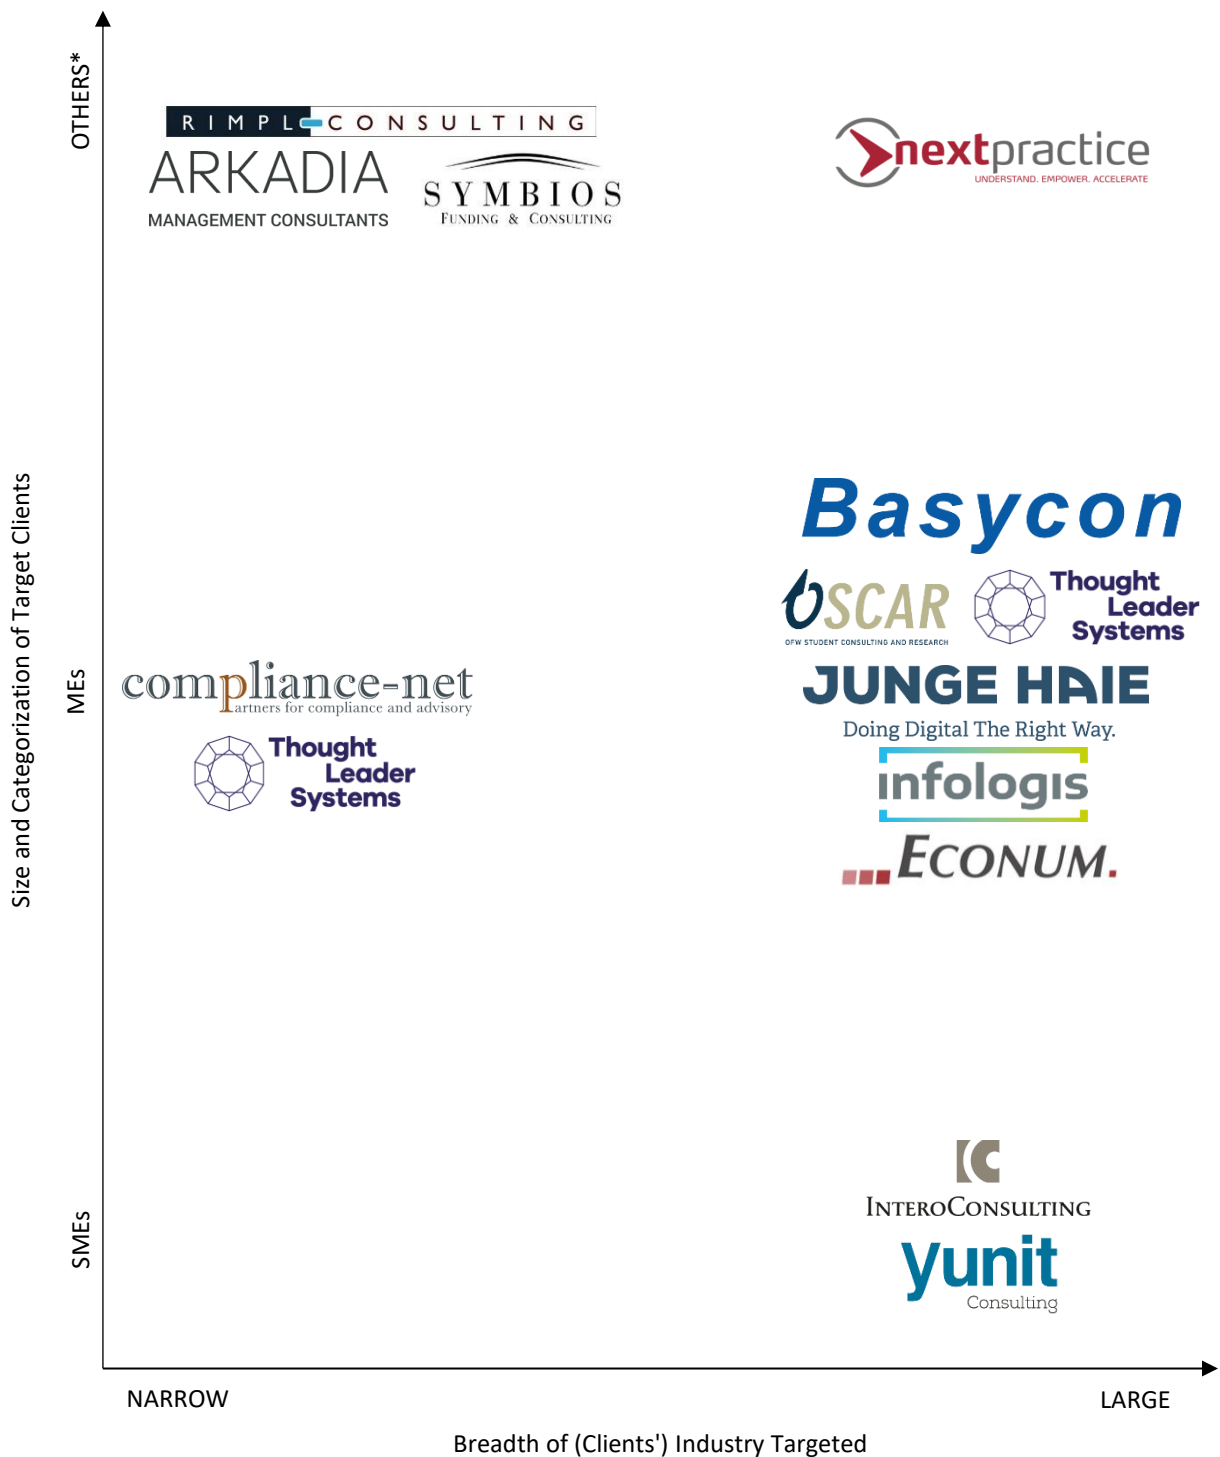 OTHERS*
RIMPL CONSULTING
ARKADIA
MANAGEMENT CONSULTANTS
SYMBIOS
FUNDING & CONSULTING
nextpractice
UNDERSTAND. EMPOWER. ACCELERATE
Size and Categorization of Target Clients
MEs
compliance-net
artners for compliance and advisory
Thought
Leader
Systems
Basycon
OSCAR
OFW STUDENT CONSULTING AND RESEARCH
Thought
Leader
Systems
JUNGE HAIE
Doing Digital The Right Way.
infologis
...ECONUM.
SMEs
IC
INTEROCONSULTING
yunit
Consulting
NARROW
LARGE
Breadth of (Clients') Industry Targeted